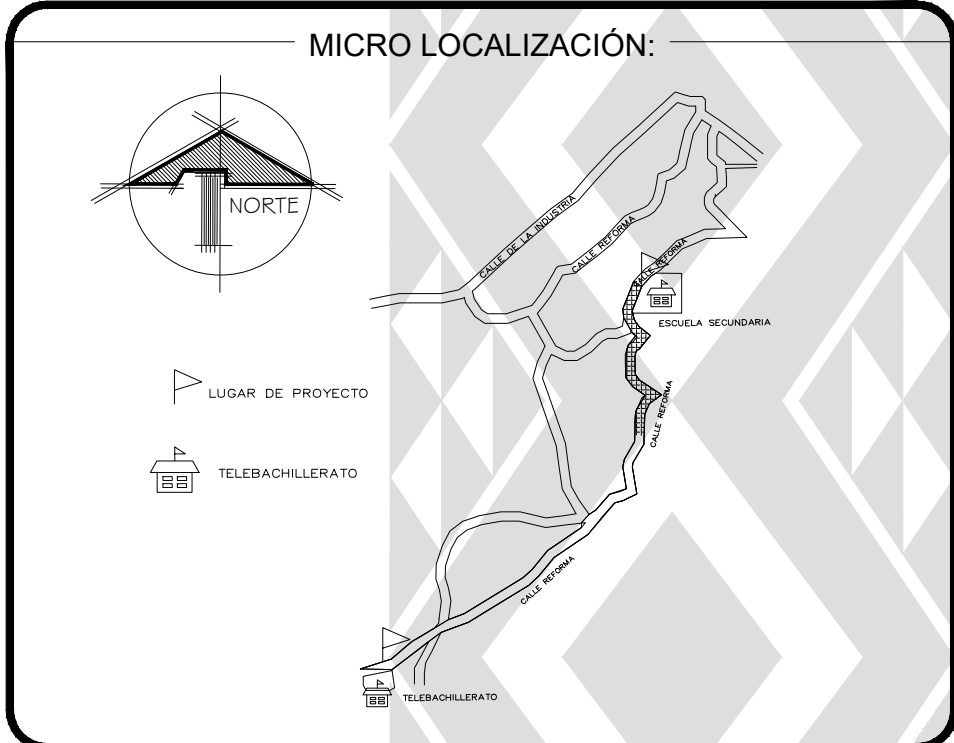 MICRO LOCALIZACIÓN:
NORTE
CALLE DE LA INDUSTRIA
CALLE REFORMA
CALLE REFORMA
ESCUELA SECUNDARIA
LUGAR DE PROYECTO
CALLE REFORMA
TELEBACHILLERATO
CALLE REFORMA
TELEBACHILLERATO